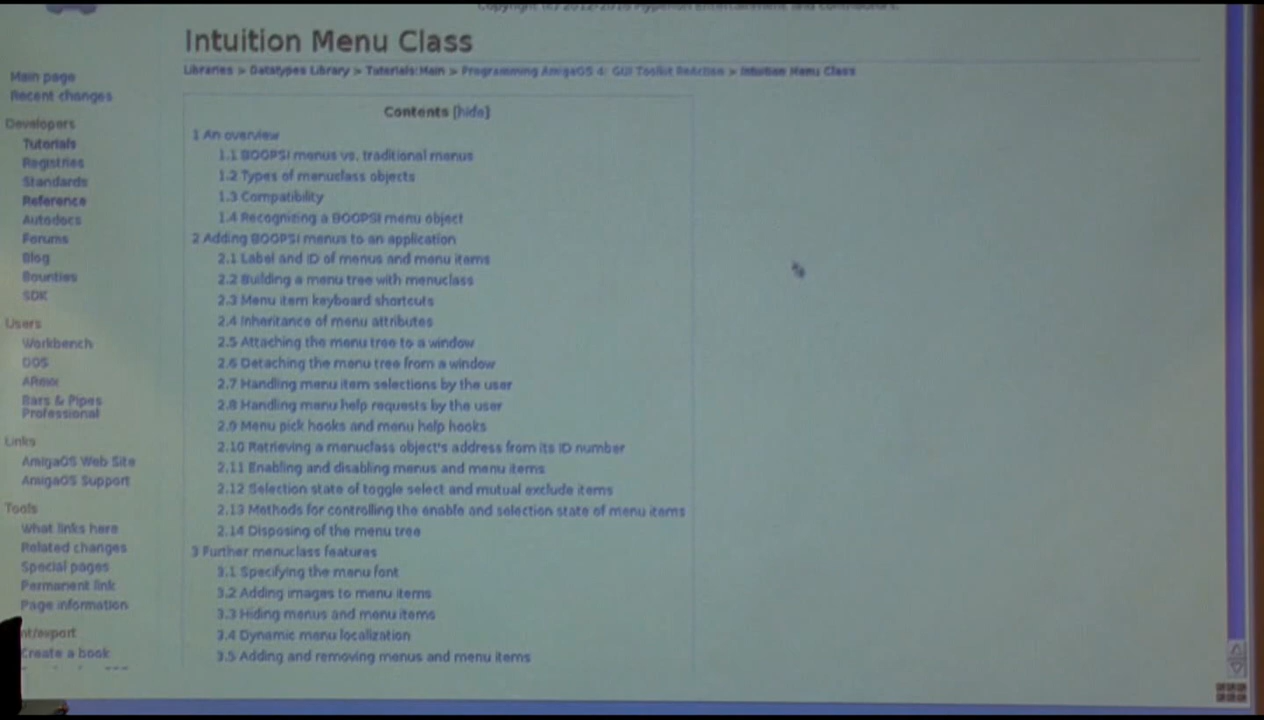 Intuition Menu Class
Libraries > Datatypes Library > Tutorials:Main > Programming AmigaOS 4: GUI Toolkit ReAction > Intuition Menu Class
Main page
Recent changes
Developers
Tutorials
Registries
Standards
Reference
Autodocs
Forums
Blog
Bounties
SDK
Users
Workbench
DOS
ARexx
Bars & Pipes
Professional
Links
AmigaOS Web Site
AmigaOS Support
Tools
What links here
Related changes
Special pages
Permanent link
Page information
nt/export
Create a book
Contents [hide]
1 An overview
1.1 BOOPSI menus vs. traditional menus
1.2 Types of menuclass objects
1.3 Compatibility
1.4 Recognizing a BOOPSI menu object
2 Adding BOOPSI menus to an application
2.1 Label and ID of menus and menu items
2.2 Building a menu tree with menuclass
2.3 Menu item keyboard shortcuts
2.4 Inheritance of menu attributes
2.5 Attaching the menu tree to a window
2.6 Detaching the menu tree from a window
2.7 Handling menu item selections by the user
2.8 Handling menu help requests by the user
2.9 Menu pick hooks and menu help hooks
2.10 Retrieving a menuclass object's address from its ID number
2.11 Enabling and disabling menus and menu items
2.12 Selection state of toggle select and mutual exclude items
2.13 Methods for controlling the enable and selection state of menu items
2.14 Disposing of the menu tree
3 Further menuclass features
3.1 Specifying the menu font
3.2 Adding images to menu items
3.3 Hiding menus and menu items
3.4 Dynamic menu localization
3.5 Adding and removing menus and menu items